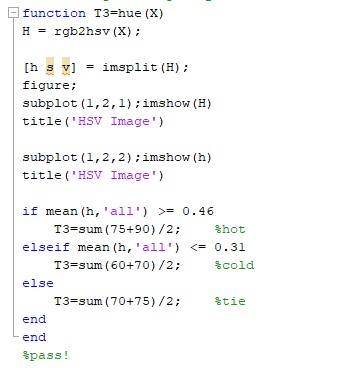 function T3=hue(X)
H = rgb2hsv(X);
[h s v] = imsplit(H);
figure;
subplot(1,2,1);imshow(H)
title('HSV Image')
subplot(1,2,2);imshow(h)
title('HSV Image')
if mean(h,'all') >= 0.46
T3=sum(75+90)/2; %hot
elseif mean(h,'all') <= 0.31
T3=sum(60+70)/2; %cold
else
T3=sum(70+75)/2; %tie
end
end
%pass!